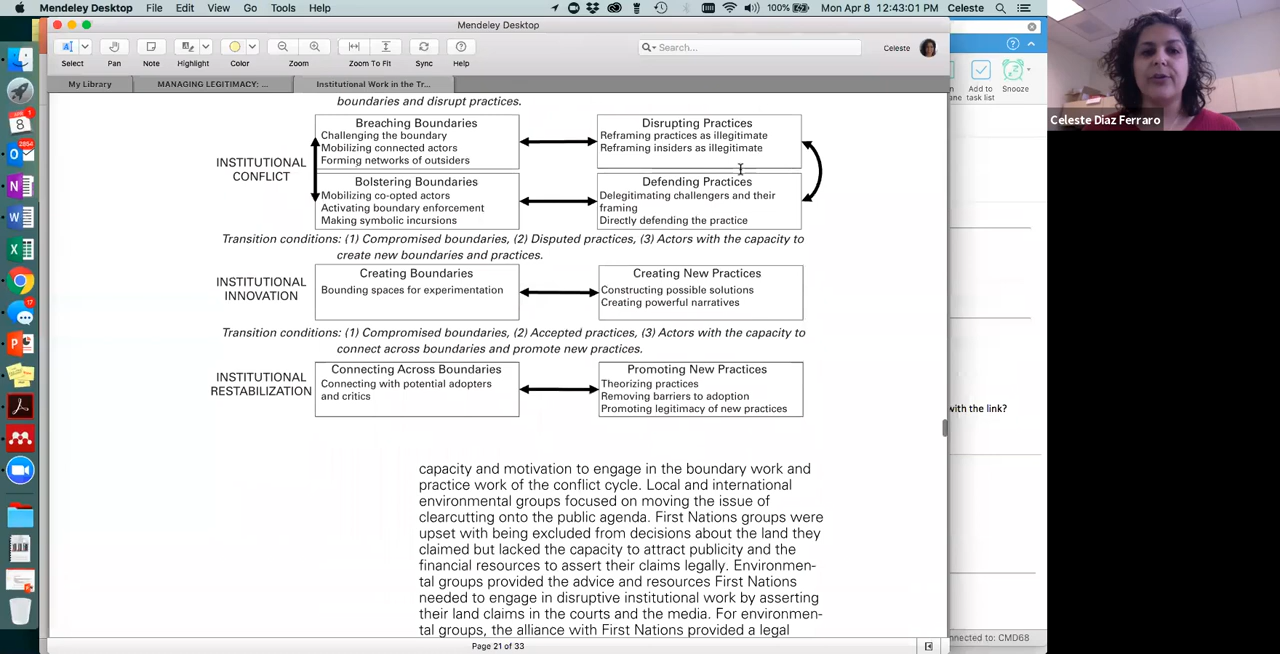 Mendeley Desktop File Edit View Go Tools Help
100% Mon Apr 8 12:43:01 PM Celeste
Mendeley Desktop
Select Pan Note Highlight Color Zoom Zoom To Fit Sync Help
Search...
Celeste
My Library
MANAGING LEGITIMACY: ...
Institutional Work in the Tr...
Add to
task list
Snooze
Celeste Diaz Ferraro
boundaries and disrupt practices.
INSTITUTIONAL
CONFLICT
Breaching Boundaries
Challenging the boundary
Mobilizing connected actors
Forming networks of outsiders
Disrupting Practices
Reframing practices as illegitimate
Reframing insiders as illegitimate
Bolstering Boundaries
Mobilizing co-opted actors
Activating boundary enforcement
Making symbolic incursions
Defending Practices
Delegitimating challengers and their
framing
Directly defending the practice
Transition conditions: (1) Compromised boundaries, (2) Disputed practices, (3) Actors with the capacity to
create new boundaries and practices.
INSTITUTIONAL
INNOVATION
Creating Boundaries
Bounding spaces for experimentation
Creating New Practices
Constructing possible solutions
Creating powerful narratives
Transition conditions: (1) Compromised boundaries, (2) Accepted practices, (3) Actors with the capacity to
connect across boundaries and promote new practices.
INSTITUTIONAL
RESTABILIZATION
Connecting Across Boundaries
Connecting with potential adopters
and critics
Promoting New Practices
Theorizing practices
Removing barriers to adoption
Promoting legitimacy of new practices
with the link?
capacity and motivation to engage in the boundary work and
practice work of the conflict cycle. Local and international
environmental groups focused on moving the issue of
clearcutting onto the public agenda. First Nations groups were
upset with being excluded from decisions about the land they
claimed but lacked the capacity to attract publicity and the
financial resources to assert their claims legally. Environmen-
tal groups provided the advice and resources First Nations
needed to engage in disruptive institutional work by asserting
their land claims in the courts and the media. For environmen-
tal groups, the alliance with First Nations provided a legal
Page 21 of 33
nnected to: CMD68